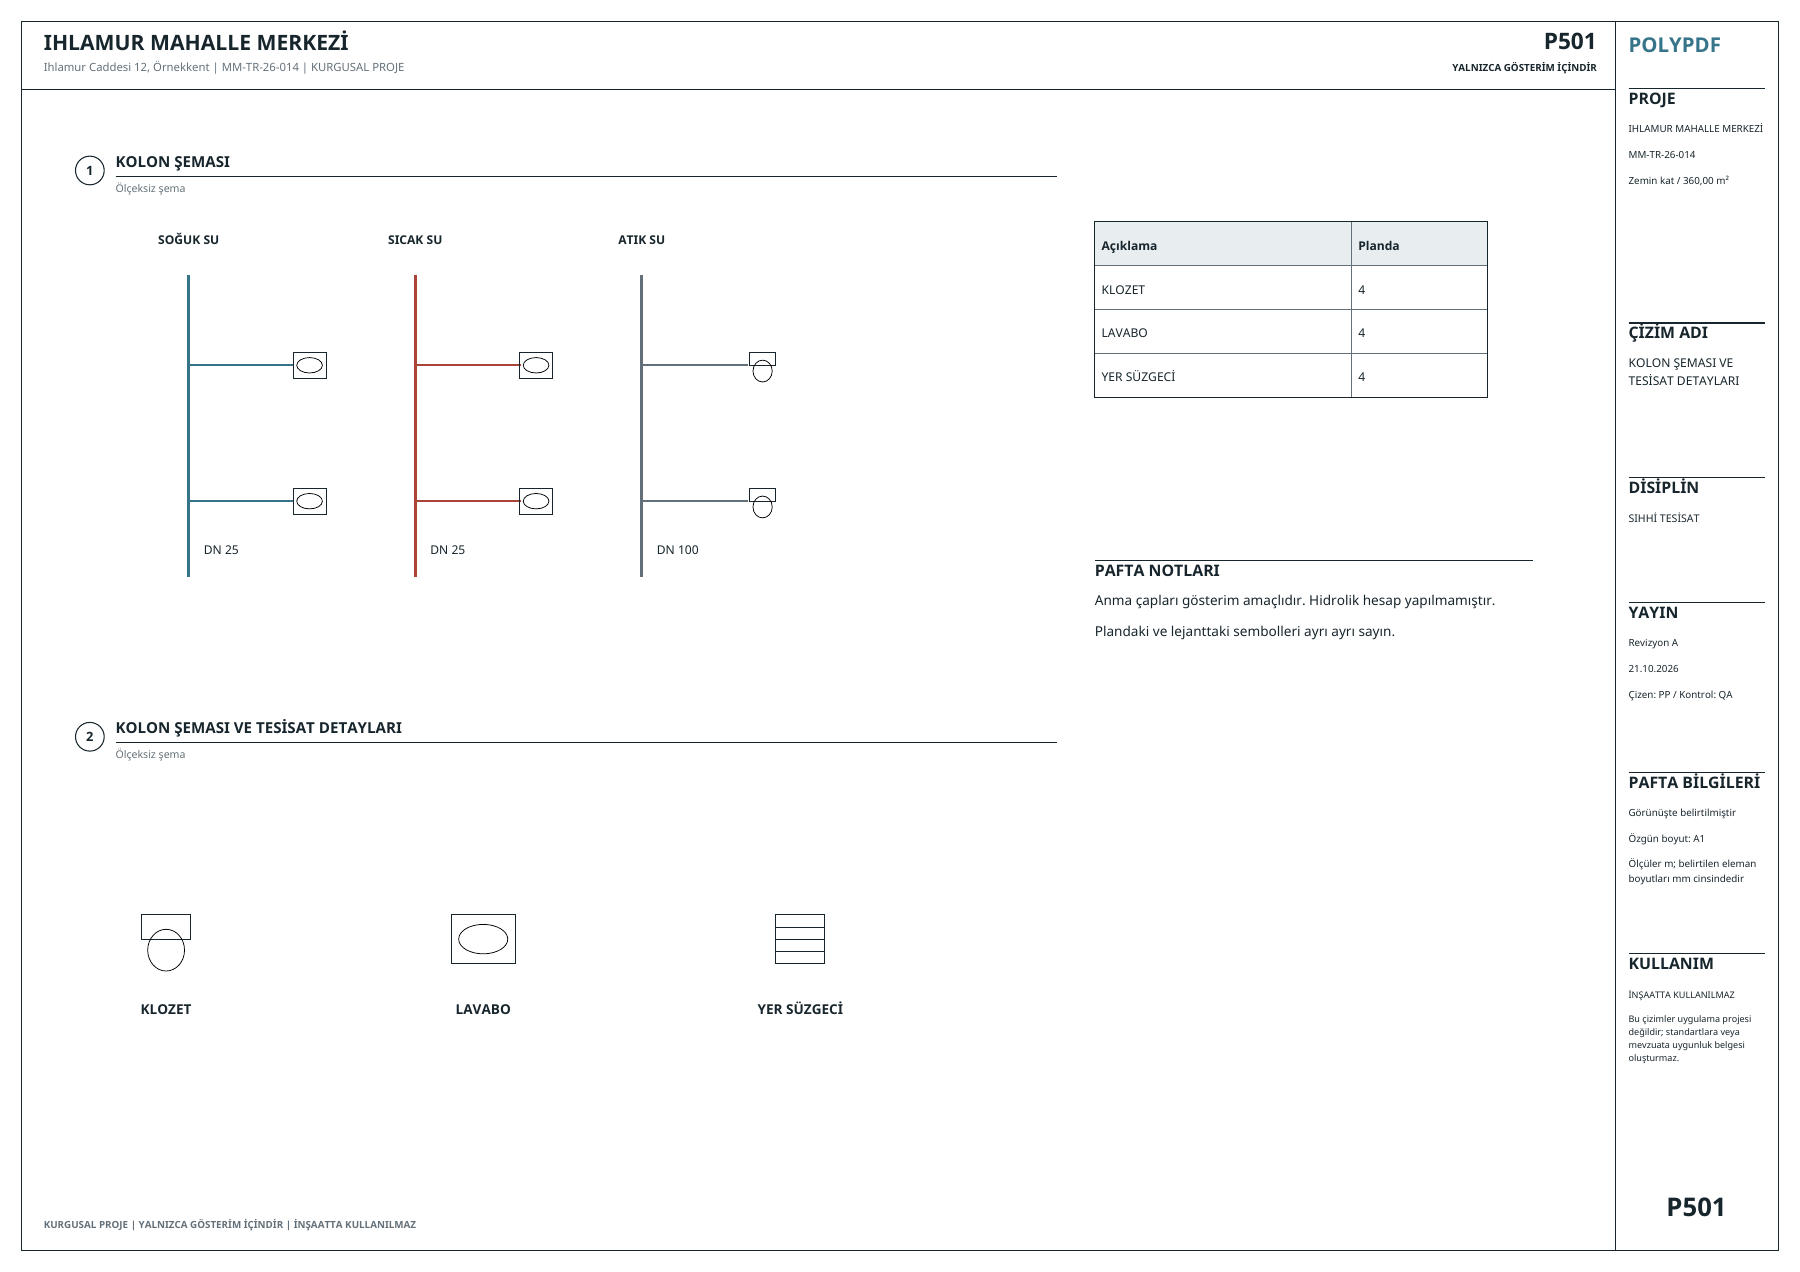 IHLAMUR MAHALLE MERKEZİ
Ihlamur Caddesi 12, Örnekkent | MM-TR-26-014 | KURGUSAL PROJE
P501
YALNIZCA GÖSTERİM İÇİNDİR
1
KOLON ŞEMASI
Ölçeksiz şema
SOĞUK SU
SICAK SU
ATIK SU
DN 25
DN 25
DN 100
Açıklama Planda
KLOZET 4
LAVABO 4
YER SÜZGECİ 4
PAFTA NOTLARI
Anma çapları gösterim amaçlıdır. Hidrolik hesap yapılmamıştır.
Plandaki ve lejanttaki sembolleri ayrı ayrı sayın.
2
KOLON ŞEMASI VE TESİSAT DETAYLARI
Ölçeksiz şema
KLOZET
LAVABO
YER SÜZGECİ
KURGUSAL PROJE | YALNIZCA GÖSTERİM İÇİNDİR | İNŞAATTA KULLANILMAZ
POLYPDF
PROJE
IHLAMUR MAHALLE MERKEZİ
MM-TR-26-014
Zemin kat / 360,00 m²
ÇİZİM ADI
KOLON ŞEMASI VE
TESİSAT DETAYLARI
DİSİPLİN
SIHHİ TESİSAT
YAYIN
Revizyon A
21.10.2026
Çizen: PP / Kontrol: QA
PAFTA BİLGİLERİ
Görünüşte belirtilmiştir
Özgün boyut: A1
Ölçüler m; belirtilen eleman
boyutları mm cinsindedir
KULLANIM
İNŞAATTA KULLANILMAZ
Bu çizimler uygulama projesi
değildir; standartlara veya
mevzuata uygunluk belgesi
oluşturmaz.
P501